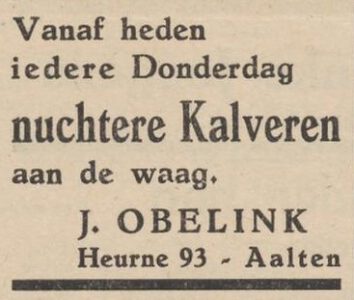 Vanaf heden
iedere Donderdag
nuchtere Kalveren
aan de waag.
J. OBELINK
Heurne 93 - Aalten